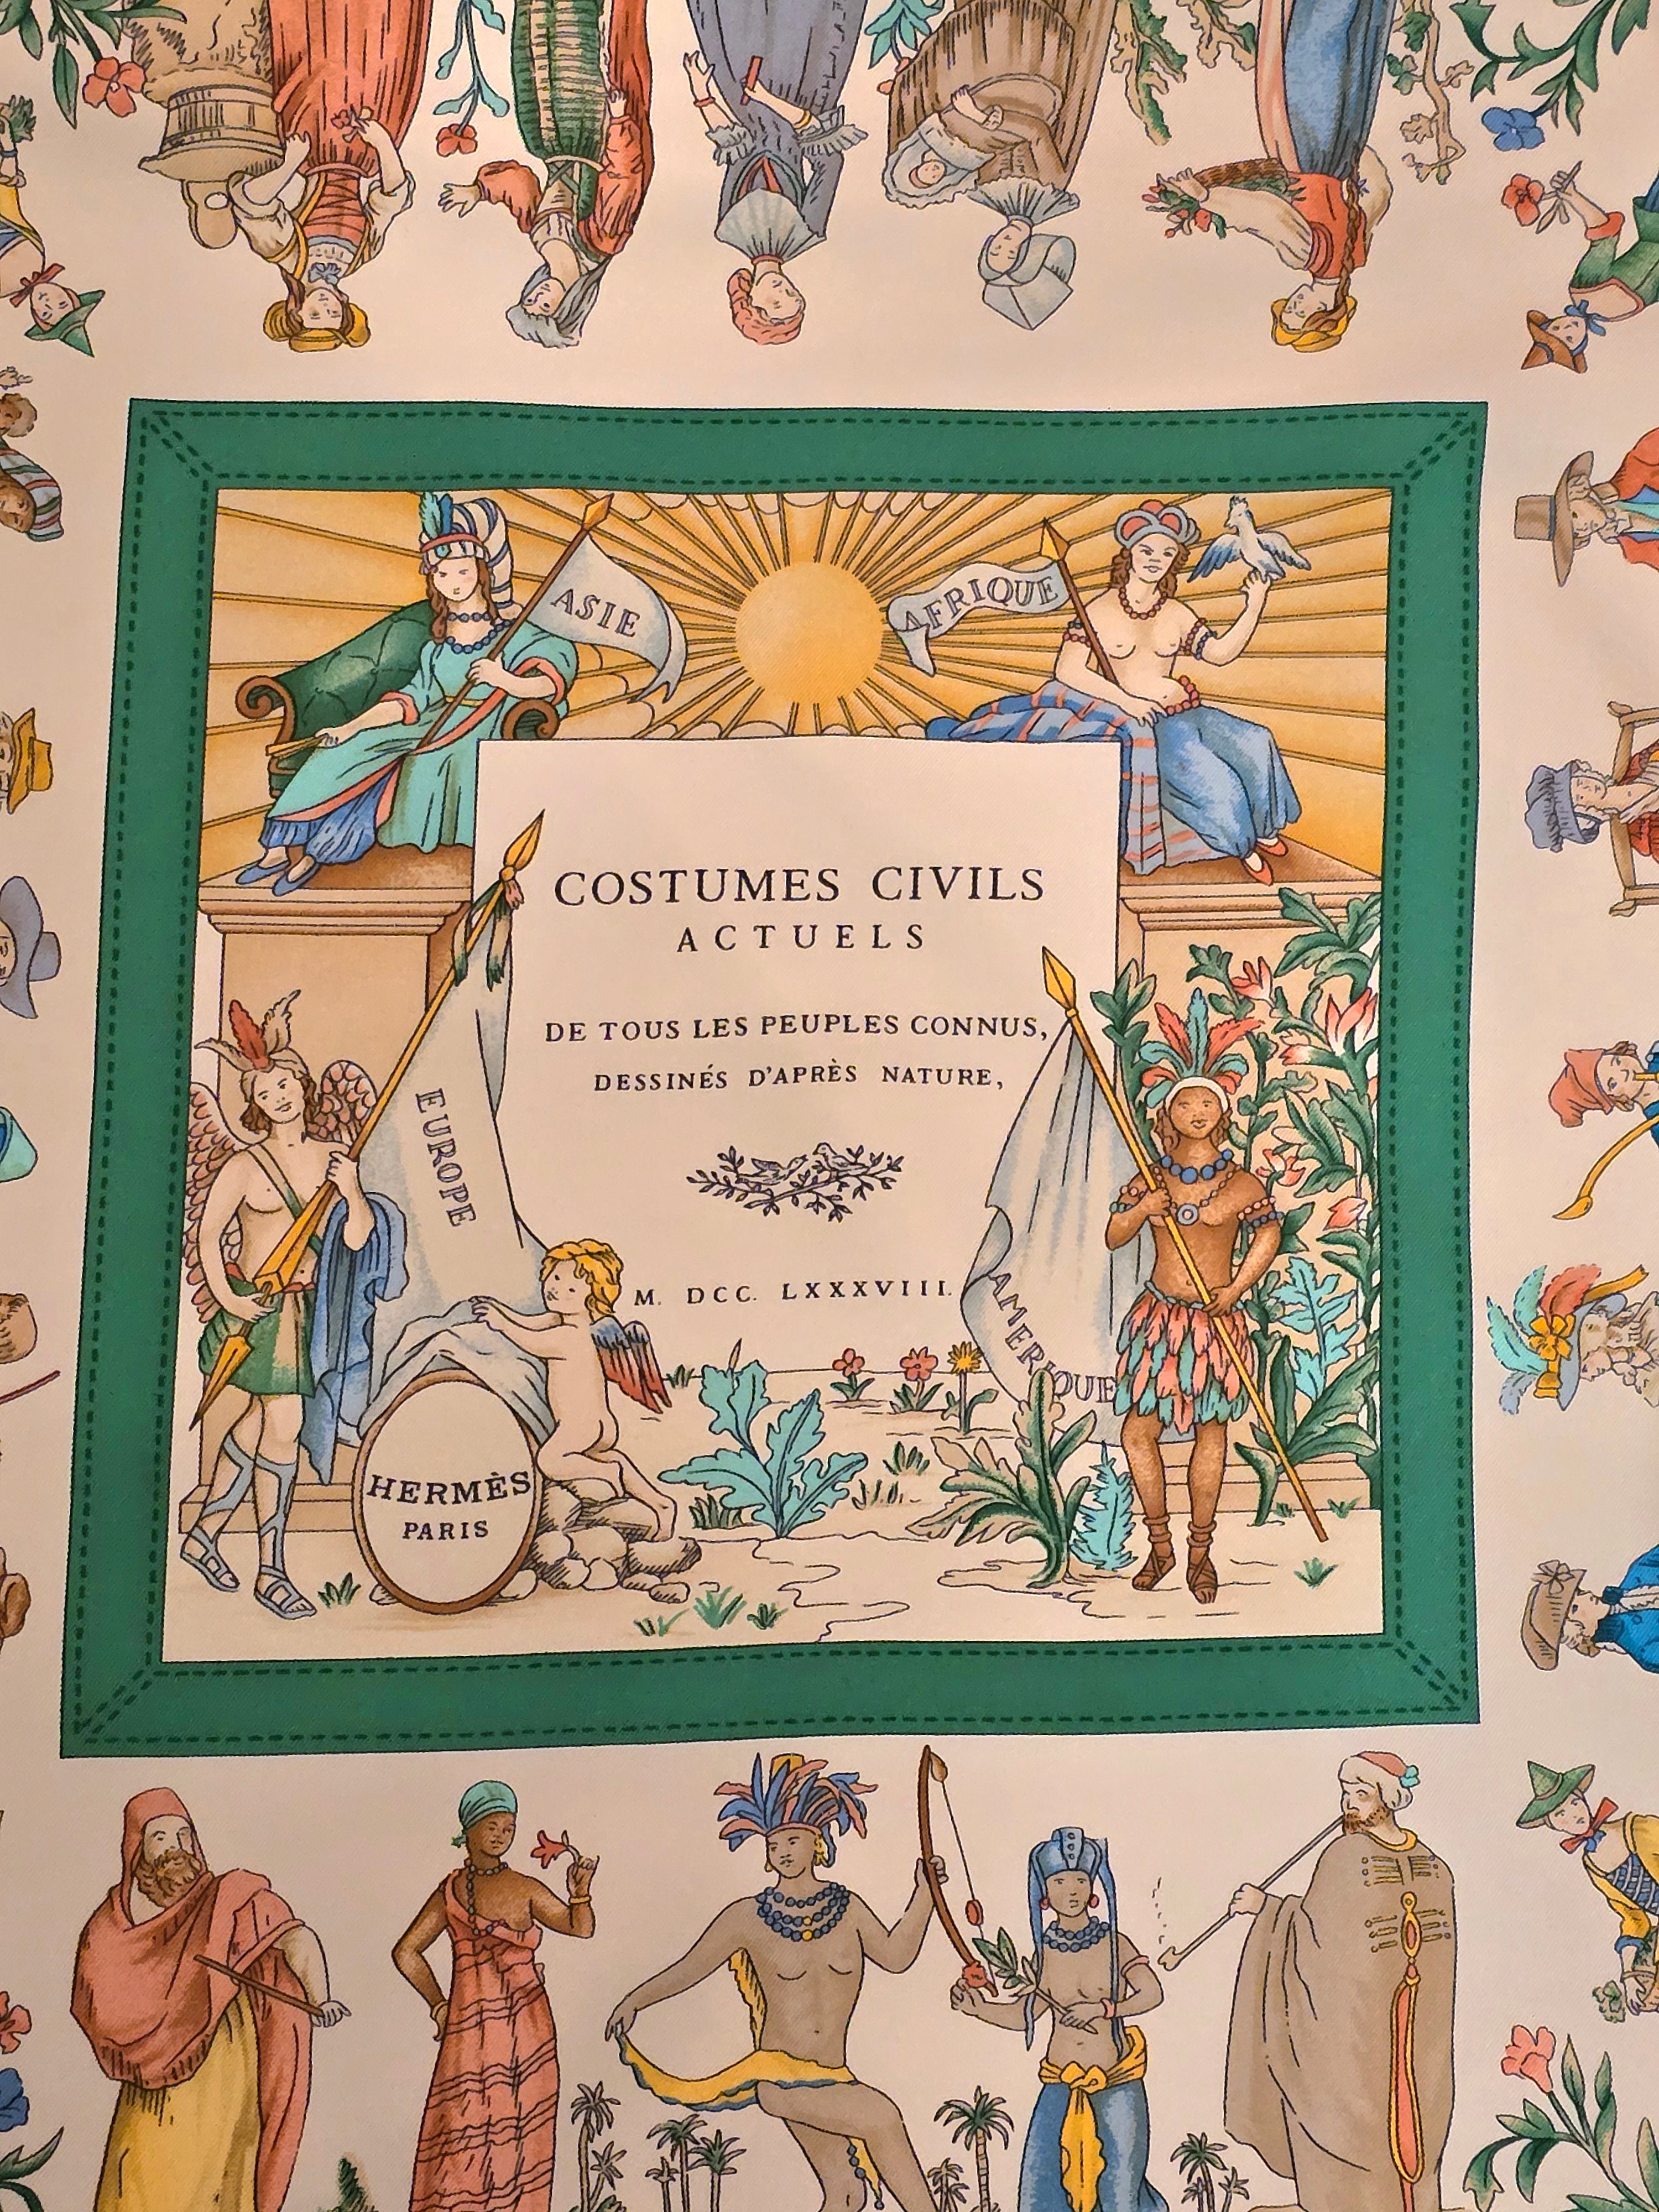 ASIE
AFRIQUE
COSTUMES CIVILS
ACTUELS
DE TOUS LES PEUPLES CONNUS,
DESSINÉS D'APRÈS NATURE,
EUROPE
M. DCC. LXXXVIII.
AMERIQUE
HERMÈS
PARIS